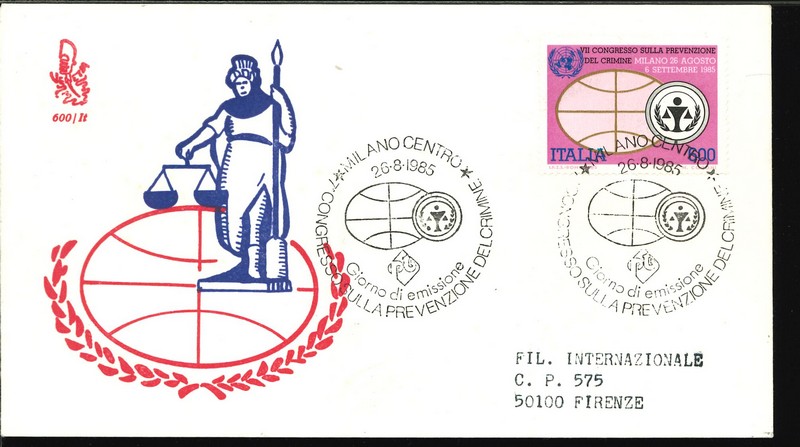 600/It
VII CONGRESSO SULLA PREVENZIONE
DEL CRIMINE MILANO 26 AGOSTO
6 SETTEMBRE 1985
ITALIA 600
MILANO CENTRO
26-8-1985
7° CONGRESSO SULLA PREVENZIONE DEL CRIMINE
Giorno di emissione
MILANO CENTRO
26-8-1985
CONGRESSO SULLA PREVENZIONE DEL CRIMINE
Giorno di emissione
FIL. INTERNAZIONALE
C. P. 575
50100 FIRENZE